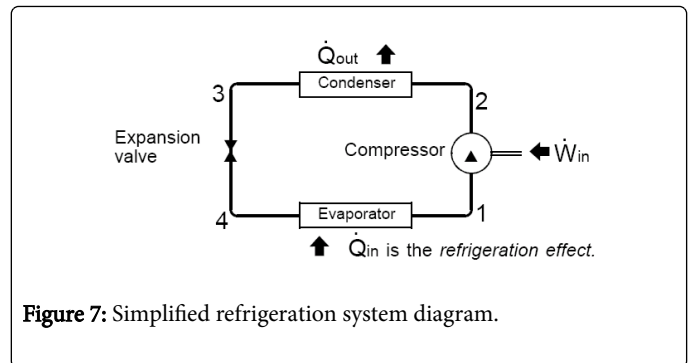 Q̇out
Condenser
3
2
Expansion
valve
Compressor
Ẇin
4
Evaporator
1
Q̇in is the refrigeration effect.
Figure 7: Simplified refrigeration system diagram.